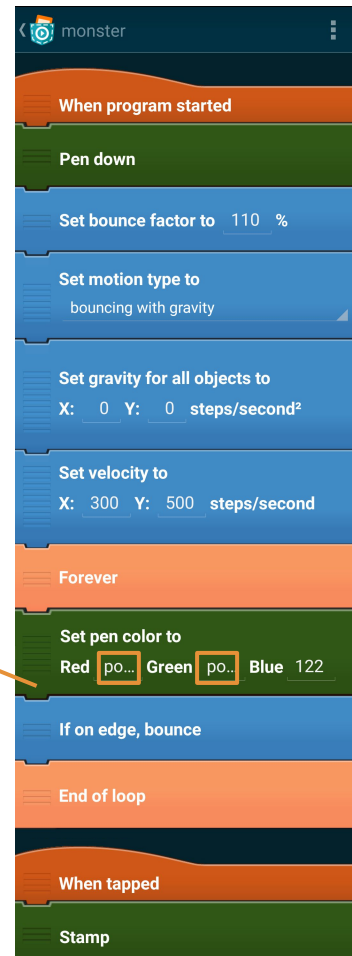 monster
When program started
Pen down
Set bounce factor to 110 %
Set motion type to
bouncing with gravity
Set gravity for all objects to
X: 0 Y: 0 steps/second²
Set velocity to
X: 300 Y: 500 steps/second
Forever
Set pen color to
Red po... Green po.. Blue 122
If on edge, bounce
End of loop
When tapped
Stamp